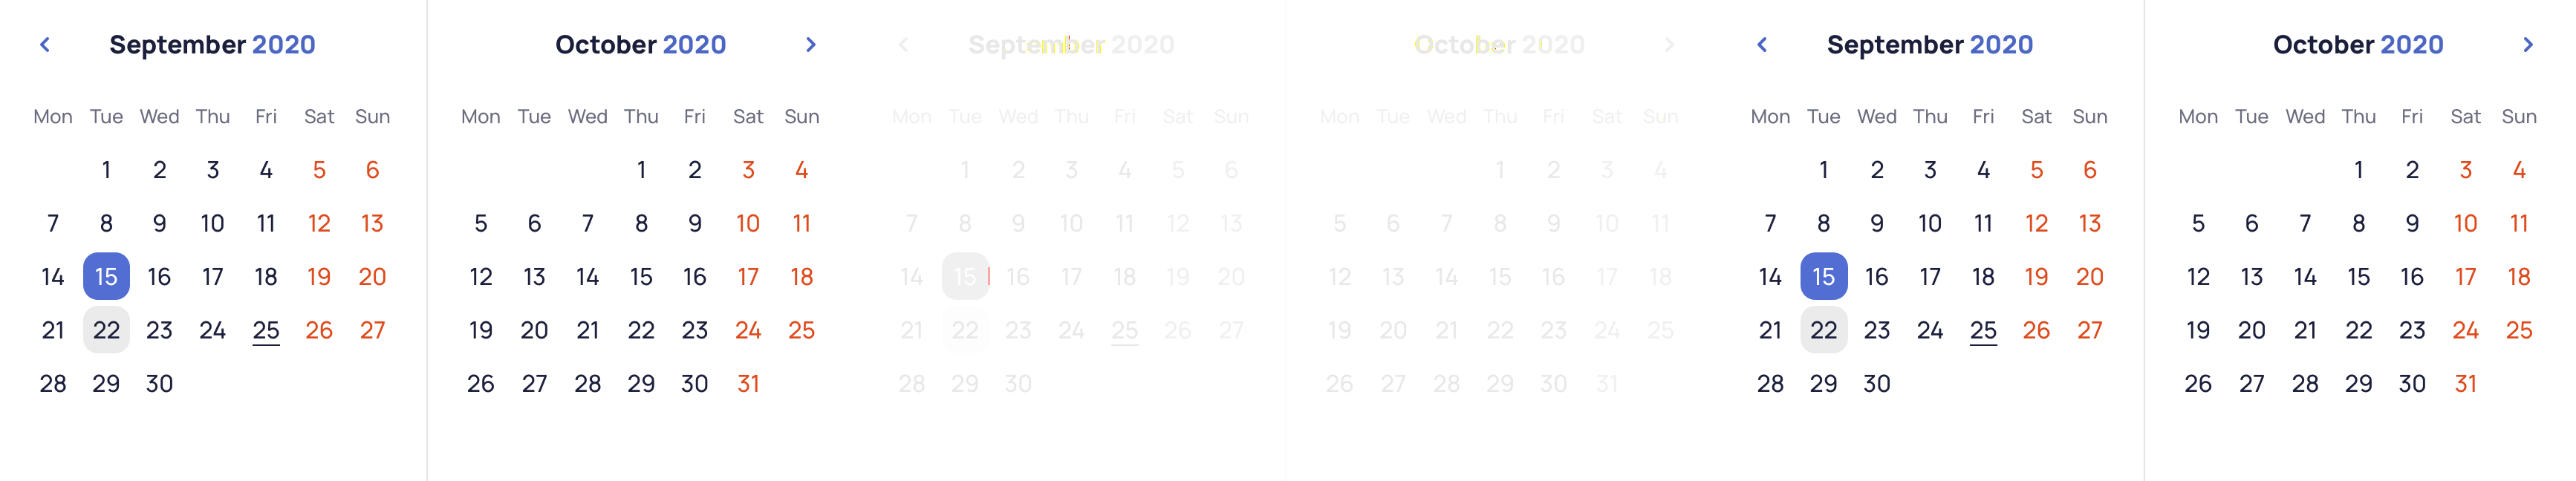 September 2020 October 2020 September 2020 October 2020 September 2020 October 2020
Mon Tue Wed Thu Fri Sat Sun Mon Tue Wed Thu Fri Sat Sun Mon Tue Wed Thu Fri Sat Sun Mon Tue Wed Thu Fri Sat Sun Mon Tue Wed Thu Fri Sat Sun Mon Tue Wed Thu Fri Sat Sun
1 2 3 4 5 6 1 2 3 4 1 2 3 4 5 6 1 2 3 4 1 2 3 4 5 6 1 2 3 4
7 8 9 10 11 12 13 5 6 7 8 9 10 11 7 8 9 10 11 12 13 5 6 7 8 9 10 11 7 8 9 10 11 12 13 5 6 7 8 9 10 11
14 15 16 17 18 19 20 12 13 14 15 16 17 18 14 15 16 17 18 19 20 12 13 14 15 16 17 18 14 15 16 17 18 19 20 12 13 14 15 16 17 18
21 22 23 24 25 26 27 19 20 21 22 23 24 25 21 22 23 24 25 26 27 19 20 21 22 23 24 25 21 22 23 24 25 26 27 19 20 21 22 23 24 25
28 29 30 26 27 28 29 30 31 28 29 30 26 27 28 29 30 31 28 29 30 26 27 28 29 30 31